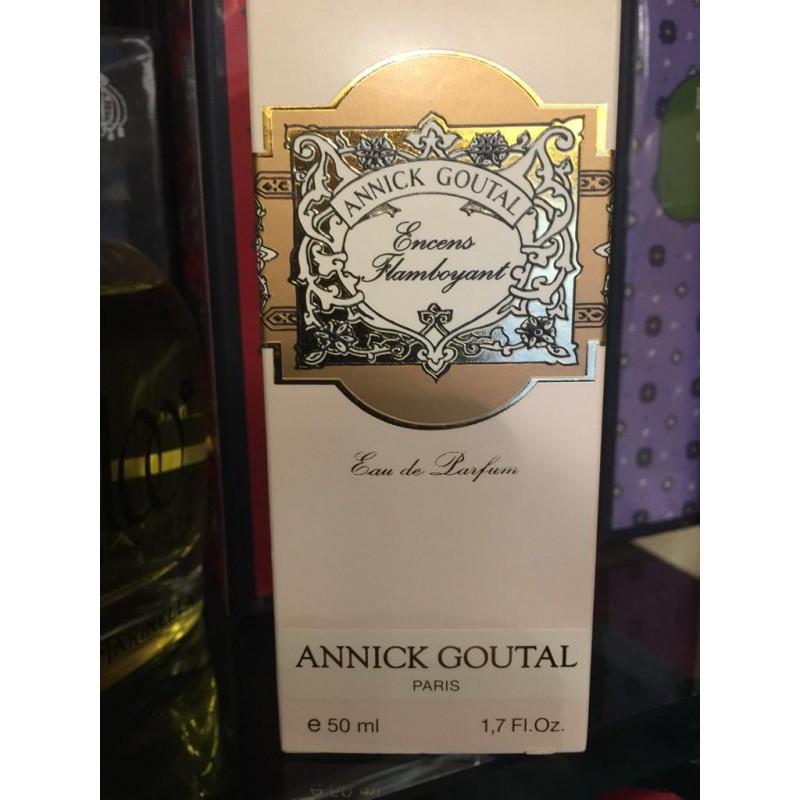 ANNICK GOUTAL
Encens
Flamboyant
Eau de Parfum
ANNICK GOUTAL
PARIS
e 50 ml 1,7 Fl.Oz.